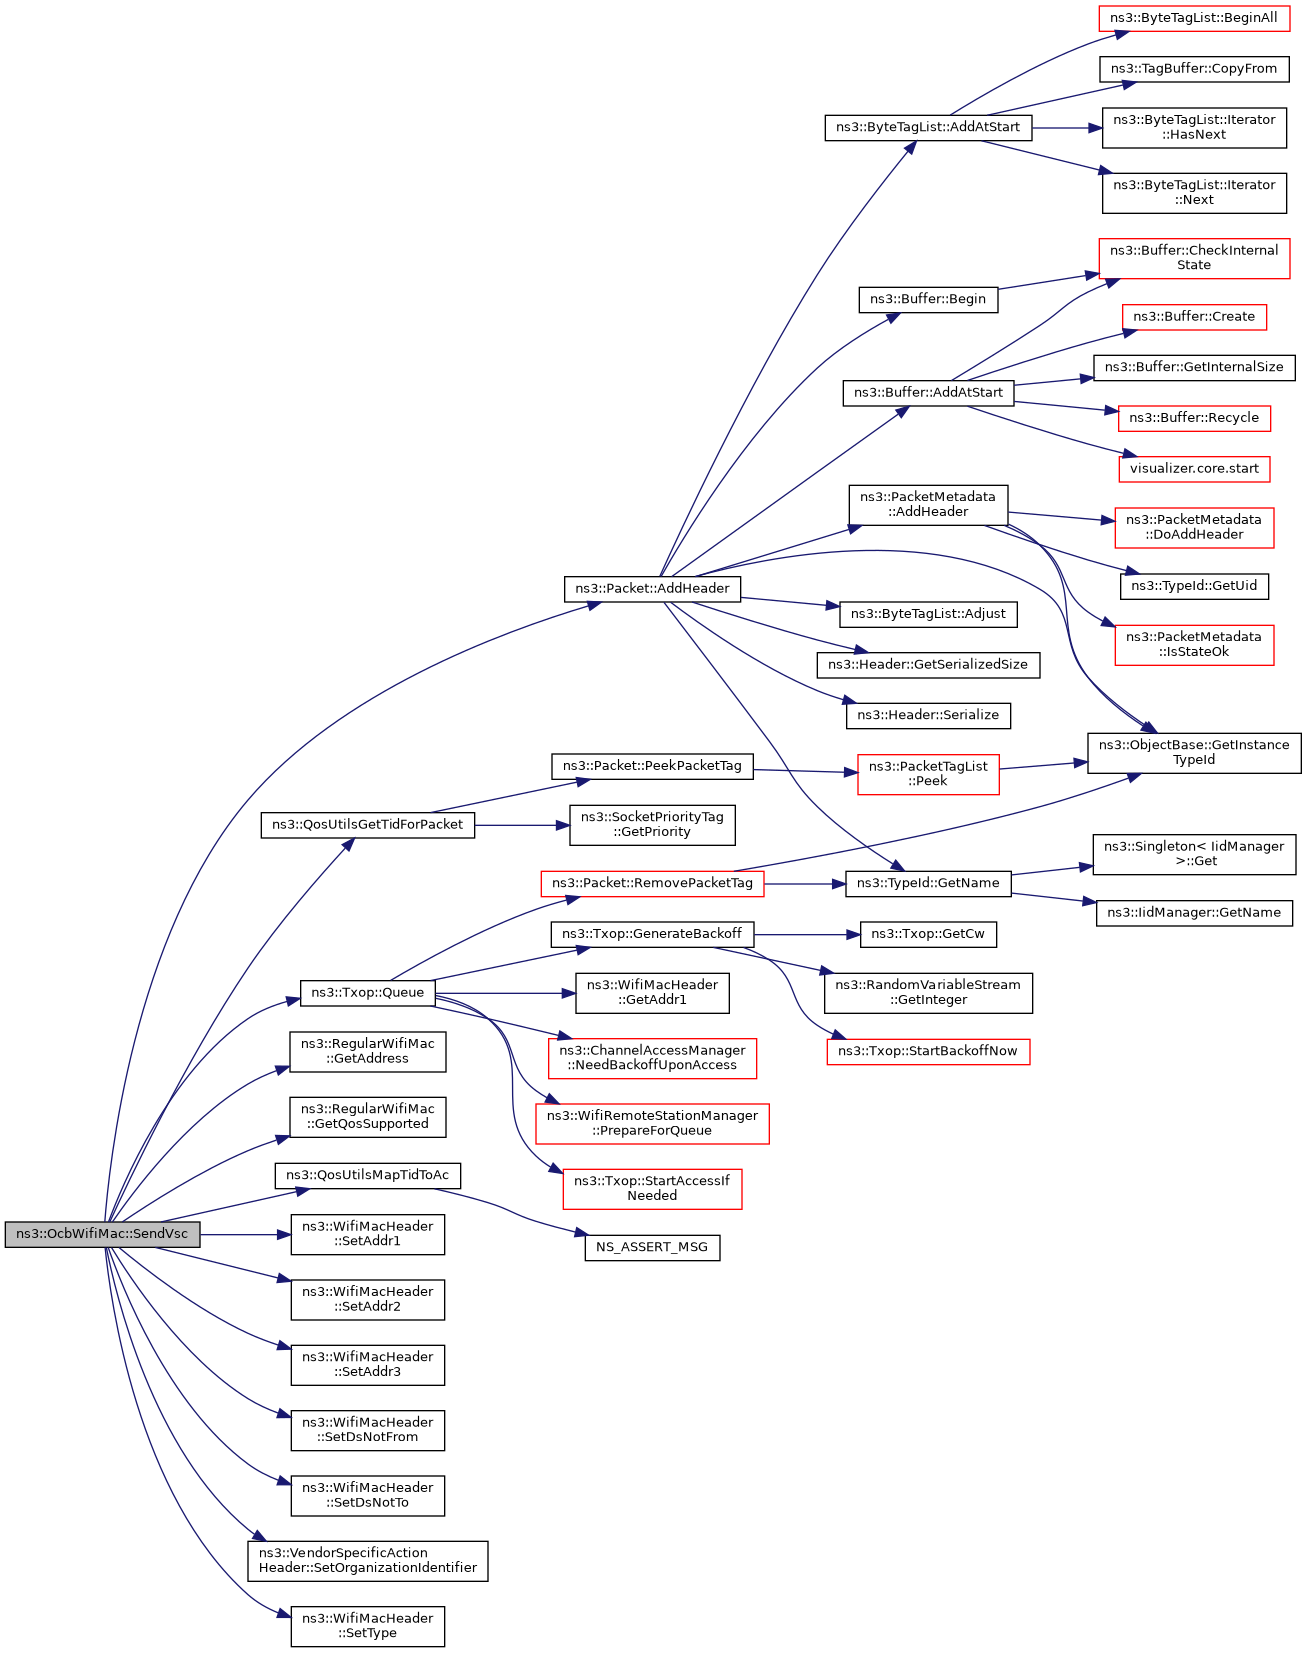 ns3::ByteTagList::BeginAll
ns3::TagBuffer::CopyFrom
ns3::ByteTagList::AddAtStart
ns3::ByteTagList::Iterator
::HasNext
ns3::ByteTagList::Iterator
::Next
ns3::Buffer::CheckInternal
State
ns3::Buffer::Begin
ns3::Buffer::Create
ns3::Buffer::GetInternalSize
ns3::Buffer::AddAtStart
ns3::Buffer::Recycle
visualizer.core.start
ns3::PacketMetadata
::AddHeader
ns3::PacketMetadata
::DoAddHeader
ns3::TypeId::GetUid
ns3::Packet::AddHeader
ns3::ByteTagList::Adjust
ns3::PacketMetadata
::IsStateOk
ns3::Header::GetSerializedSize
ns3::Header::Serialize
ns3::ObjectBase::GetInstance
TypeId
ns3::Packet::PeekPacketTag
ns3::PacketTagList
::Peek
ns3::QosUtilsGetTidForPacket
ns3::SocketPriorityTag
::GetPriority
ns3::Singleton< IidManager
>::Get
ns3::Packet::RemovePacketTag
ns3::TypeId::GetName
ns3::IidManager::GetName
ns3::Txop::GenerateBackoff
ns3::Txop::GetCw
ns3::Txop::Queue
ns3::WifiMacHeader
::GetAddr1
ns3::RandomVariableStream
::GetInteger
ns3::RegularWifiMac
::GetAddress
ns3::ChannelAccessManager
::NeedBackoffUponAccess
ns3::Txop::StartBackoffNow
ns3::RegularWifiMac
::GetQosSupported
ns3::WifiRemoteStationManager
::PrepareForQueue
ns3::QosUtilsMapTidToAc
ns3::Txop::StartAccessIf
Needed
ns3::OcbWifiMac::SendVsc
ns3::WifiMacHeader
::SetAddr1
NS_ASSERT_MSG
ns3::WifiMacHeader
::SetAddr2
ns3::WifiMacHeader
::SetAddr3
ns3::WifiMacHeader
::SetDsNotFrom
ns3::WifiMacHeader
::SetDsNotTo
ns3::VendorSpecificAction
Header::SetOrganizationIdentifier
ns3::WifiMacHeader
::SetType